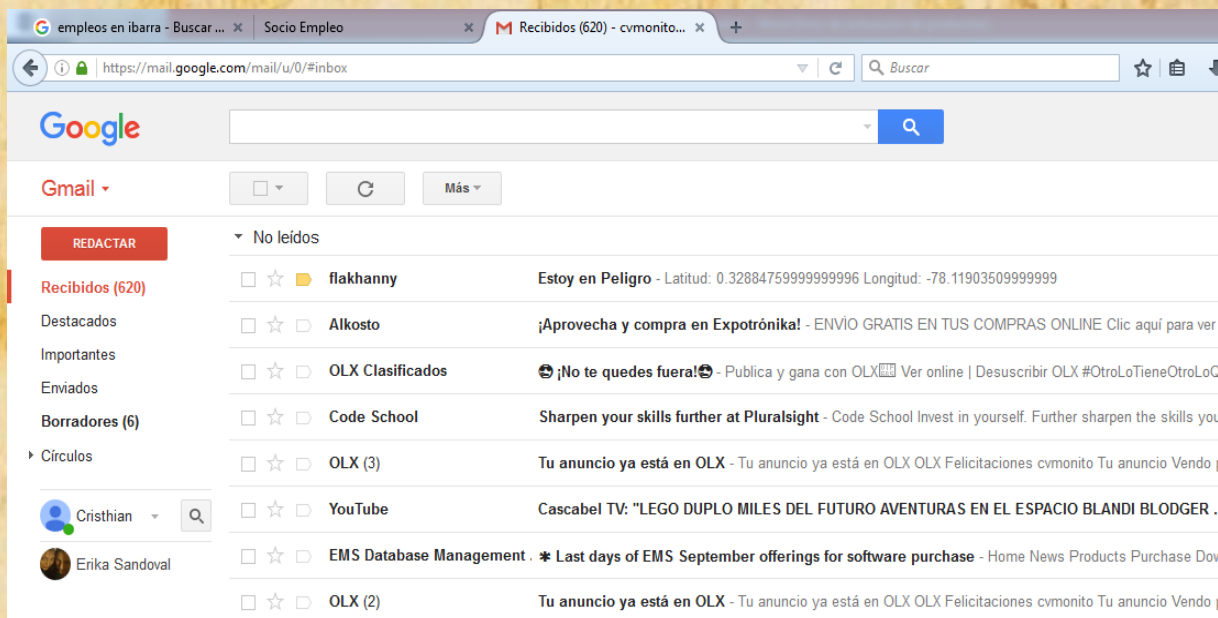 empleos en ibarra - Buscar ... Socio Empleo Recibidos (620) - cvmonito...
https://mail.google.com/mail/u/0/#inbox Buscar
Google
Gmail Más
REDACTAR
No leídos
Recibidos (620)
Destacados
Importantes
Enviados
Borradores (6)
Círculos
Cristhian
Erika Sandoval
flakhanny Estoy en Peligro - Latitud: 0.32884759999999996 Longitud: -78.11903509999999
Alkosto ¡Aprovecha y compra en Expotrónika! - ENVÌO GRATIS EN TUS COMPRAS ONLINE Clic aquí para ver
OLX Clasificados 😎 ¡No te quedes fuera!😎 - Publica y gana con OLX Ver online | Desuscribir OLX #OtroLoTieneOtroLoQ
Code School Sharpen your skills further at Pluralsight - Code School Invest in yourself. Further sharpen the skills you
OLX (3) Tu anuncio ya está en OLX - Tu anuncio ya está en OLX OLX Felicitaciones cvmonito Tu anuncio Vendo
YouTube Cascabel TV: "LEGO DUPLO MILES DEL FUTURO AVENTURAS EN EL ESPACIO BLANDI BLODGER .
EMS Database Management . ✱ Last days of EMS September offerings for software purchase - Home News Products Purchase Dow
OLX (2) Tu anuncio ya está en OLX - Tu anuncio ya está en OLX OLX Felicitaciones cvmonito Tu anuncio Vendo